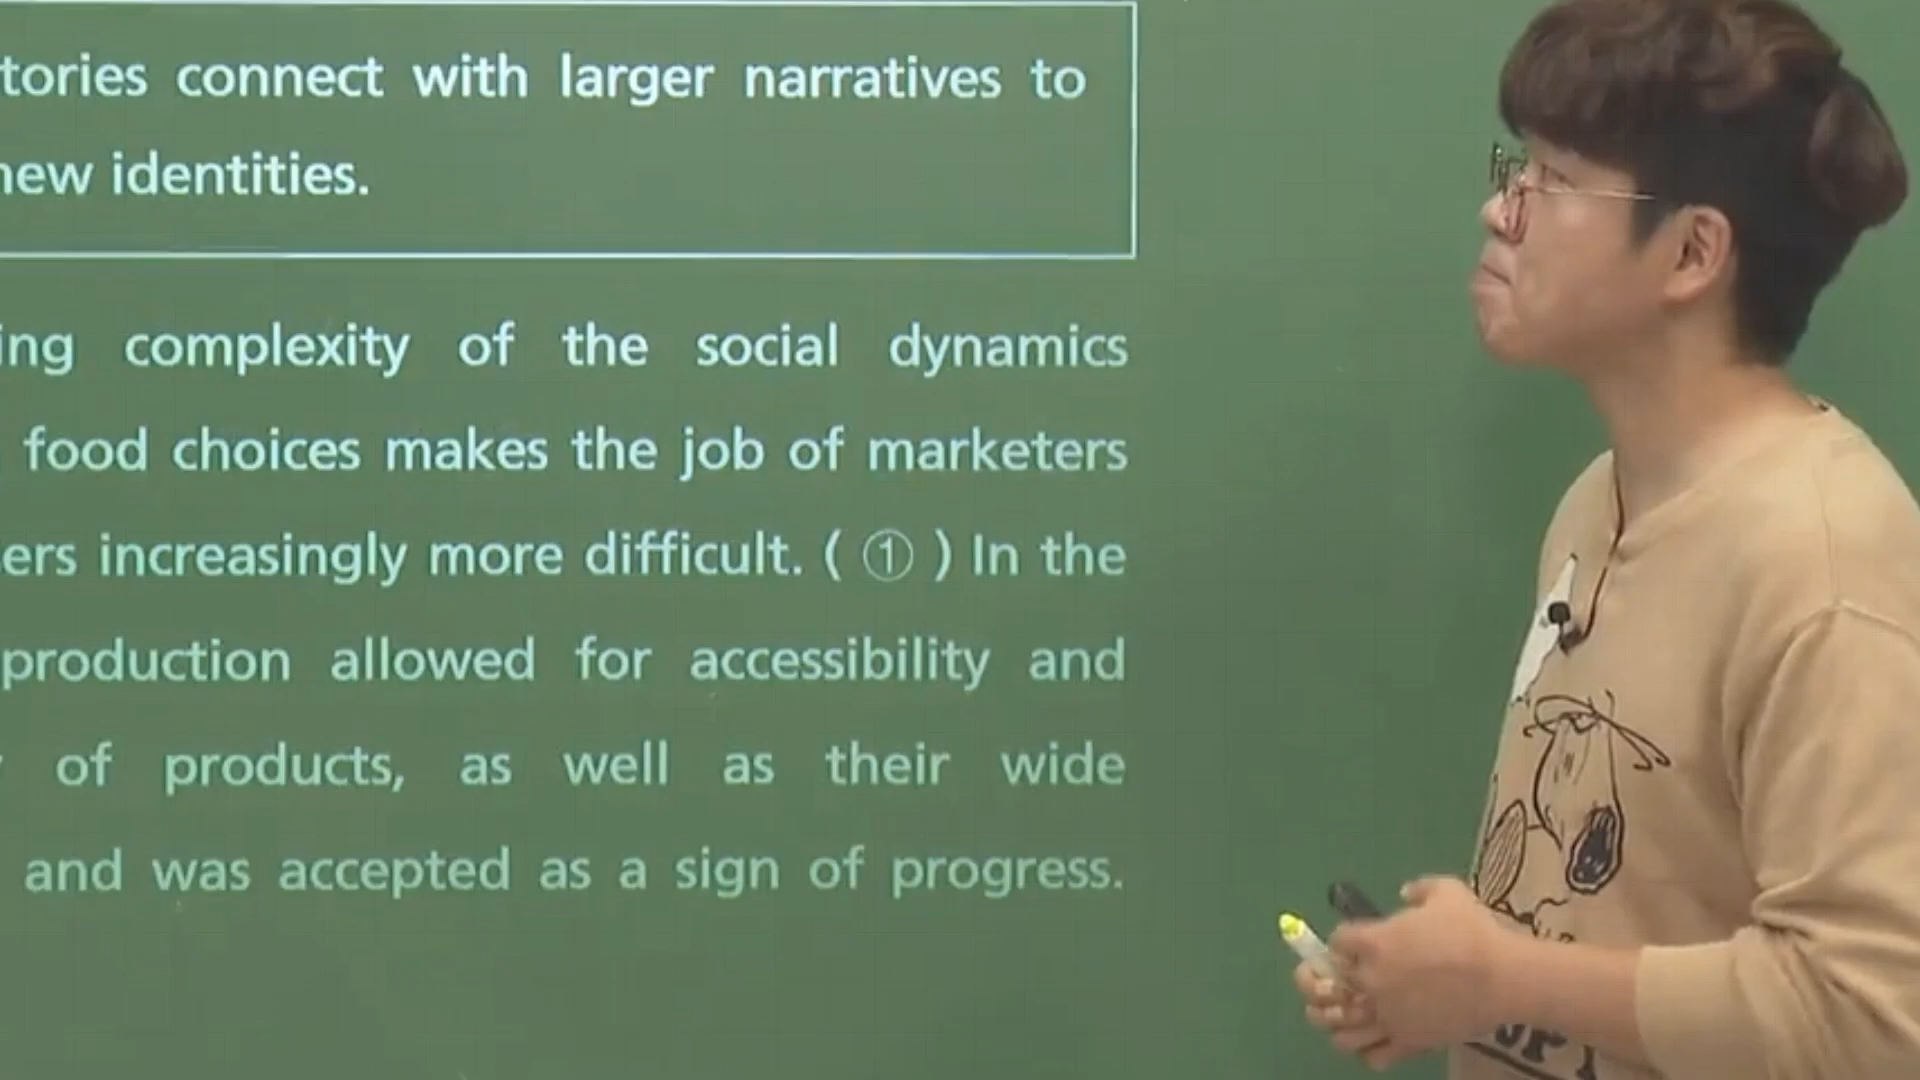 tories connect with larger narratives to
new identities.
ing complexity of the social dynamics
food choices makes the job of marketers
ers increasingly more difficult. ( ① ) In the
production allowed for accessibility and
of products, as well as their wide
and was accepted as a sign of progress.